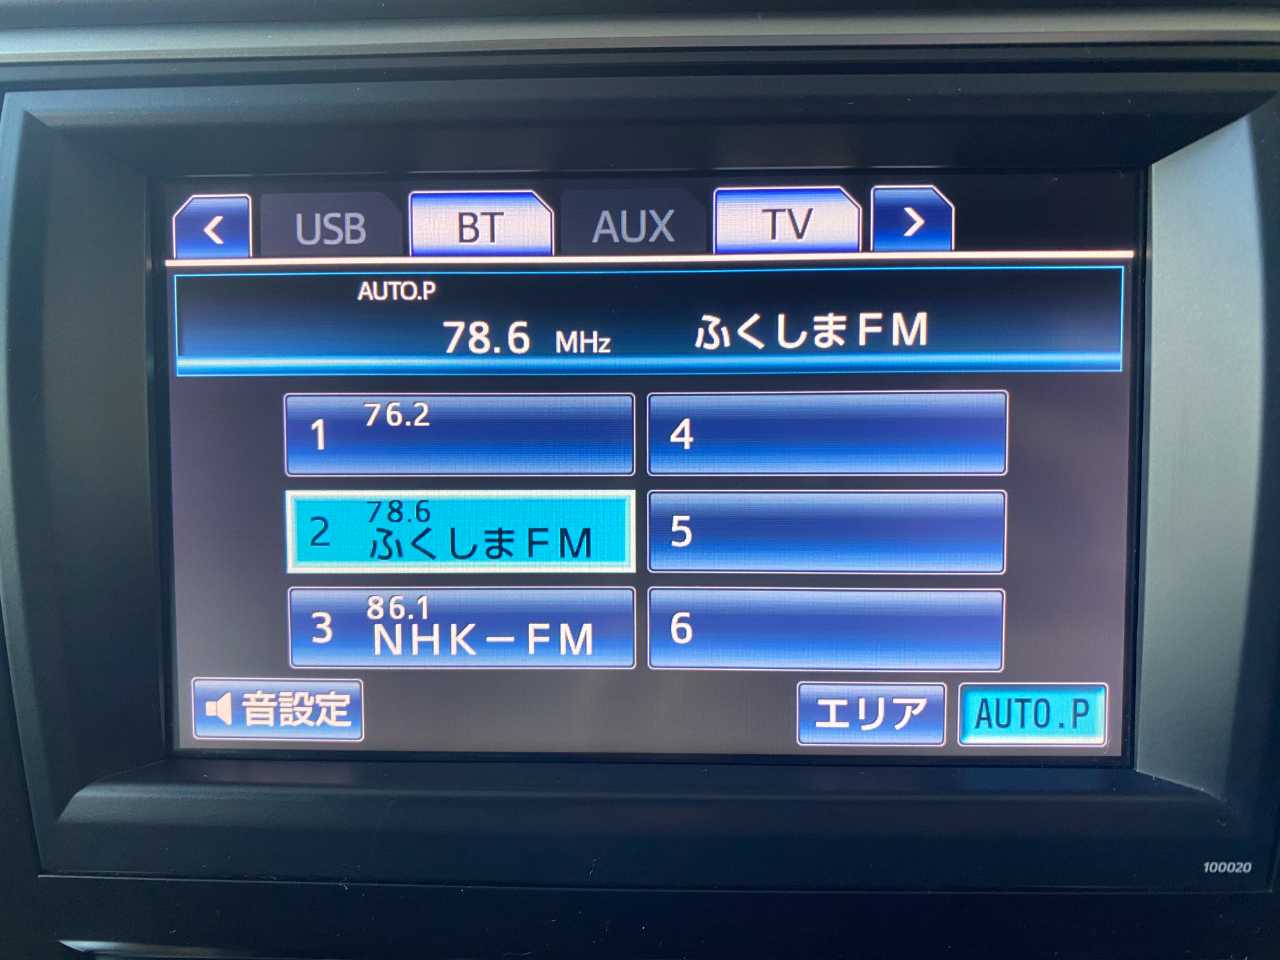 < USB BT AUX TV >
AUTO.P
78.6 MHz ふくしまFM
1 76.2
4
2 78.6
ふくしまFM
5
3 86.1
NHK－FM
6
音設定 エリア AUTO.P
100020